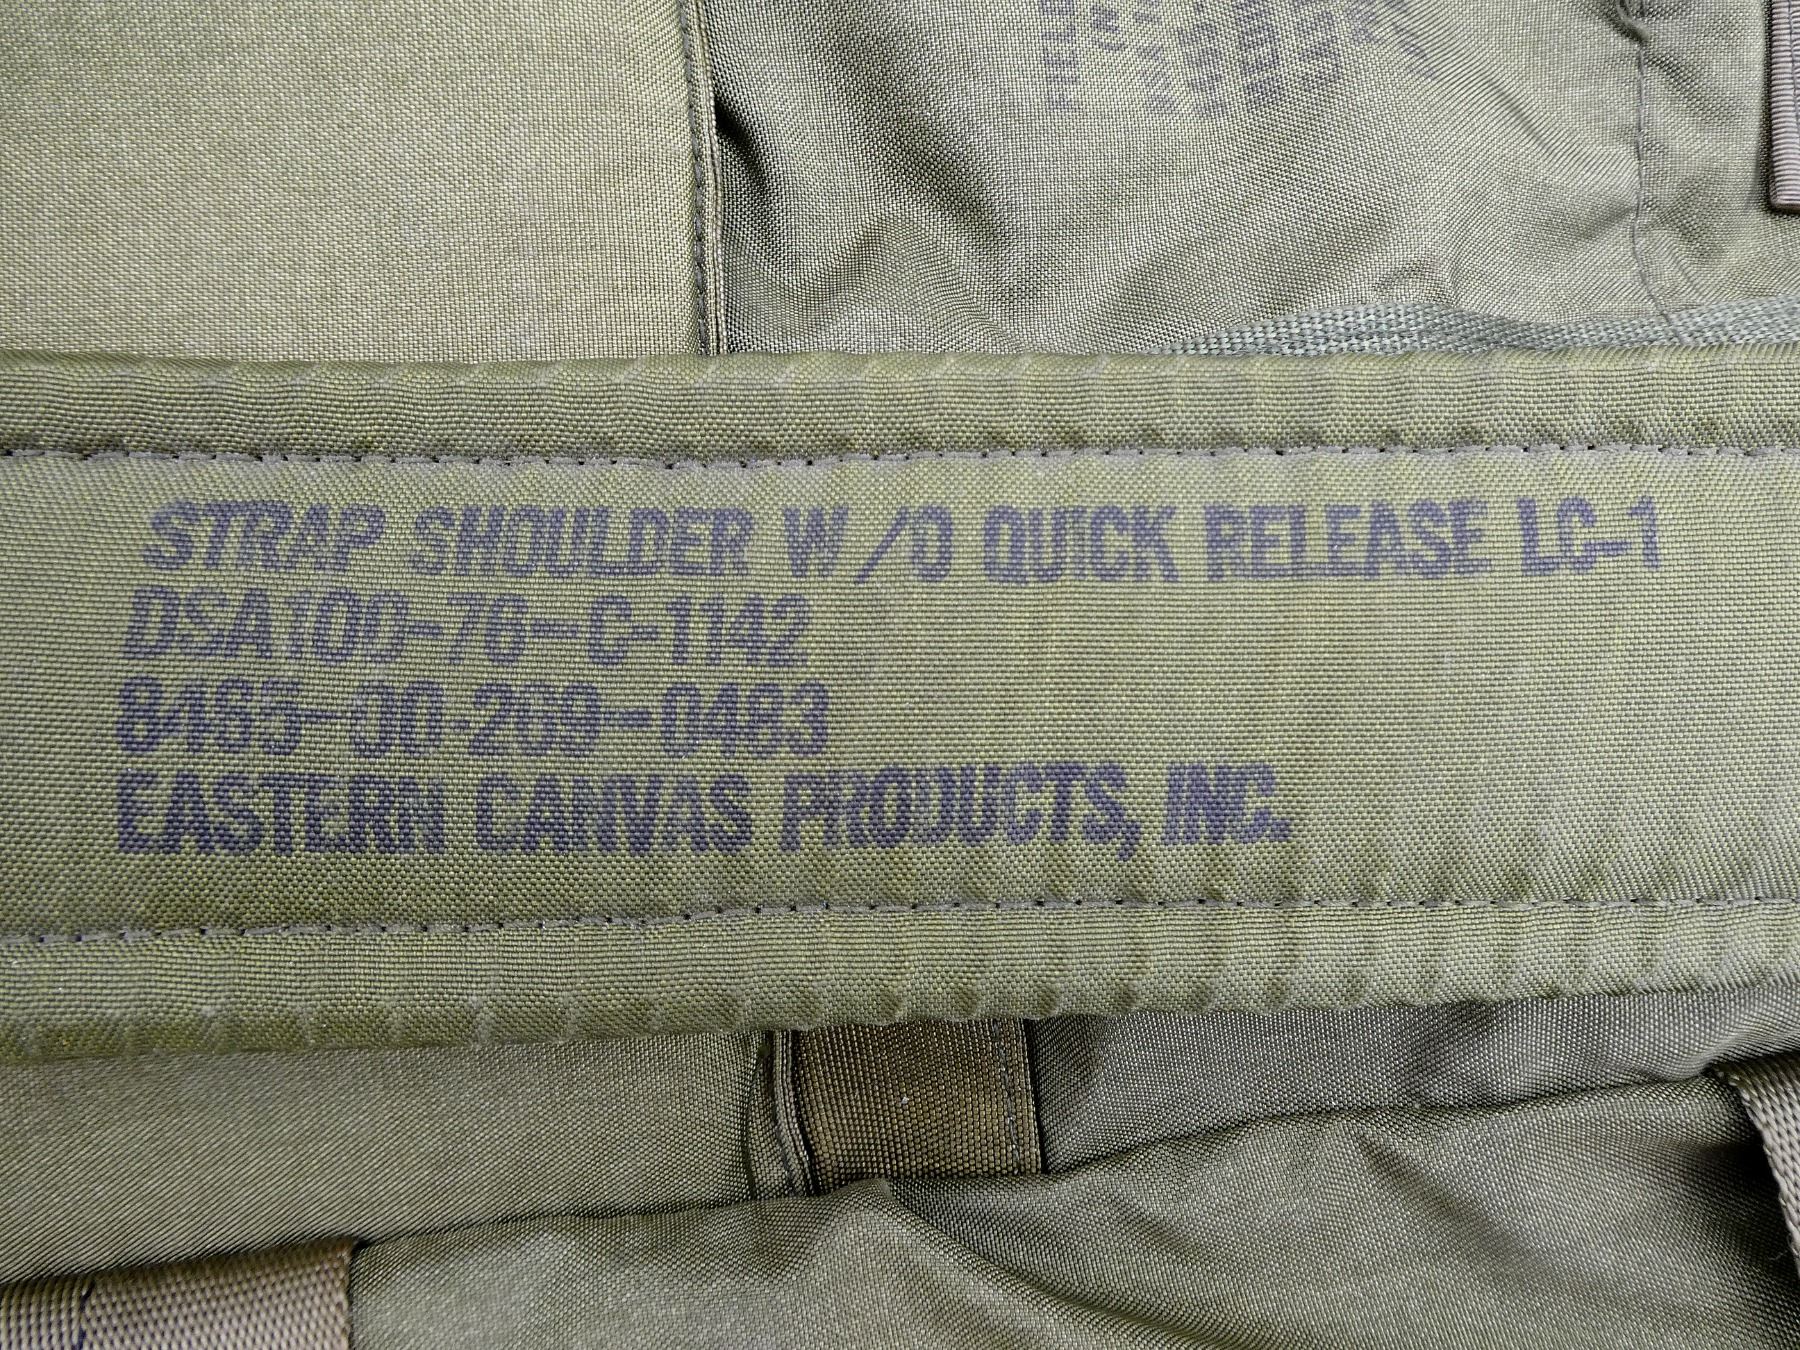 STRAP SHOULDER W/O QUICK RELEASE LC-1
DSA100-76-C-1142
8465-00-269-0483
EASTERN CANVAS PRODUCTS, INC.